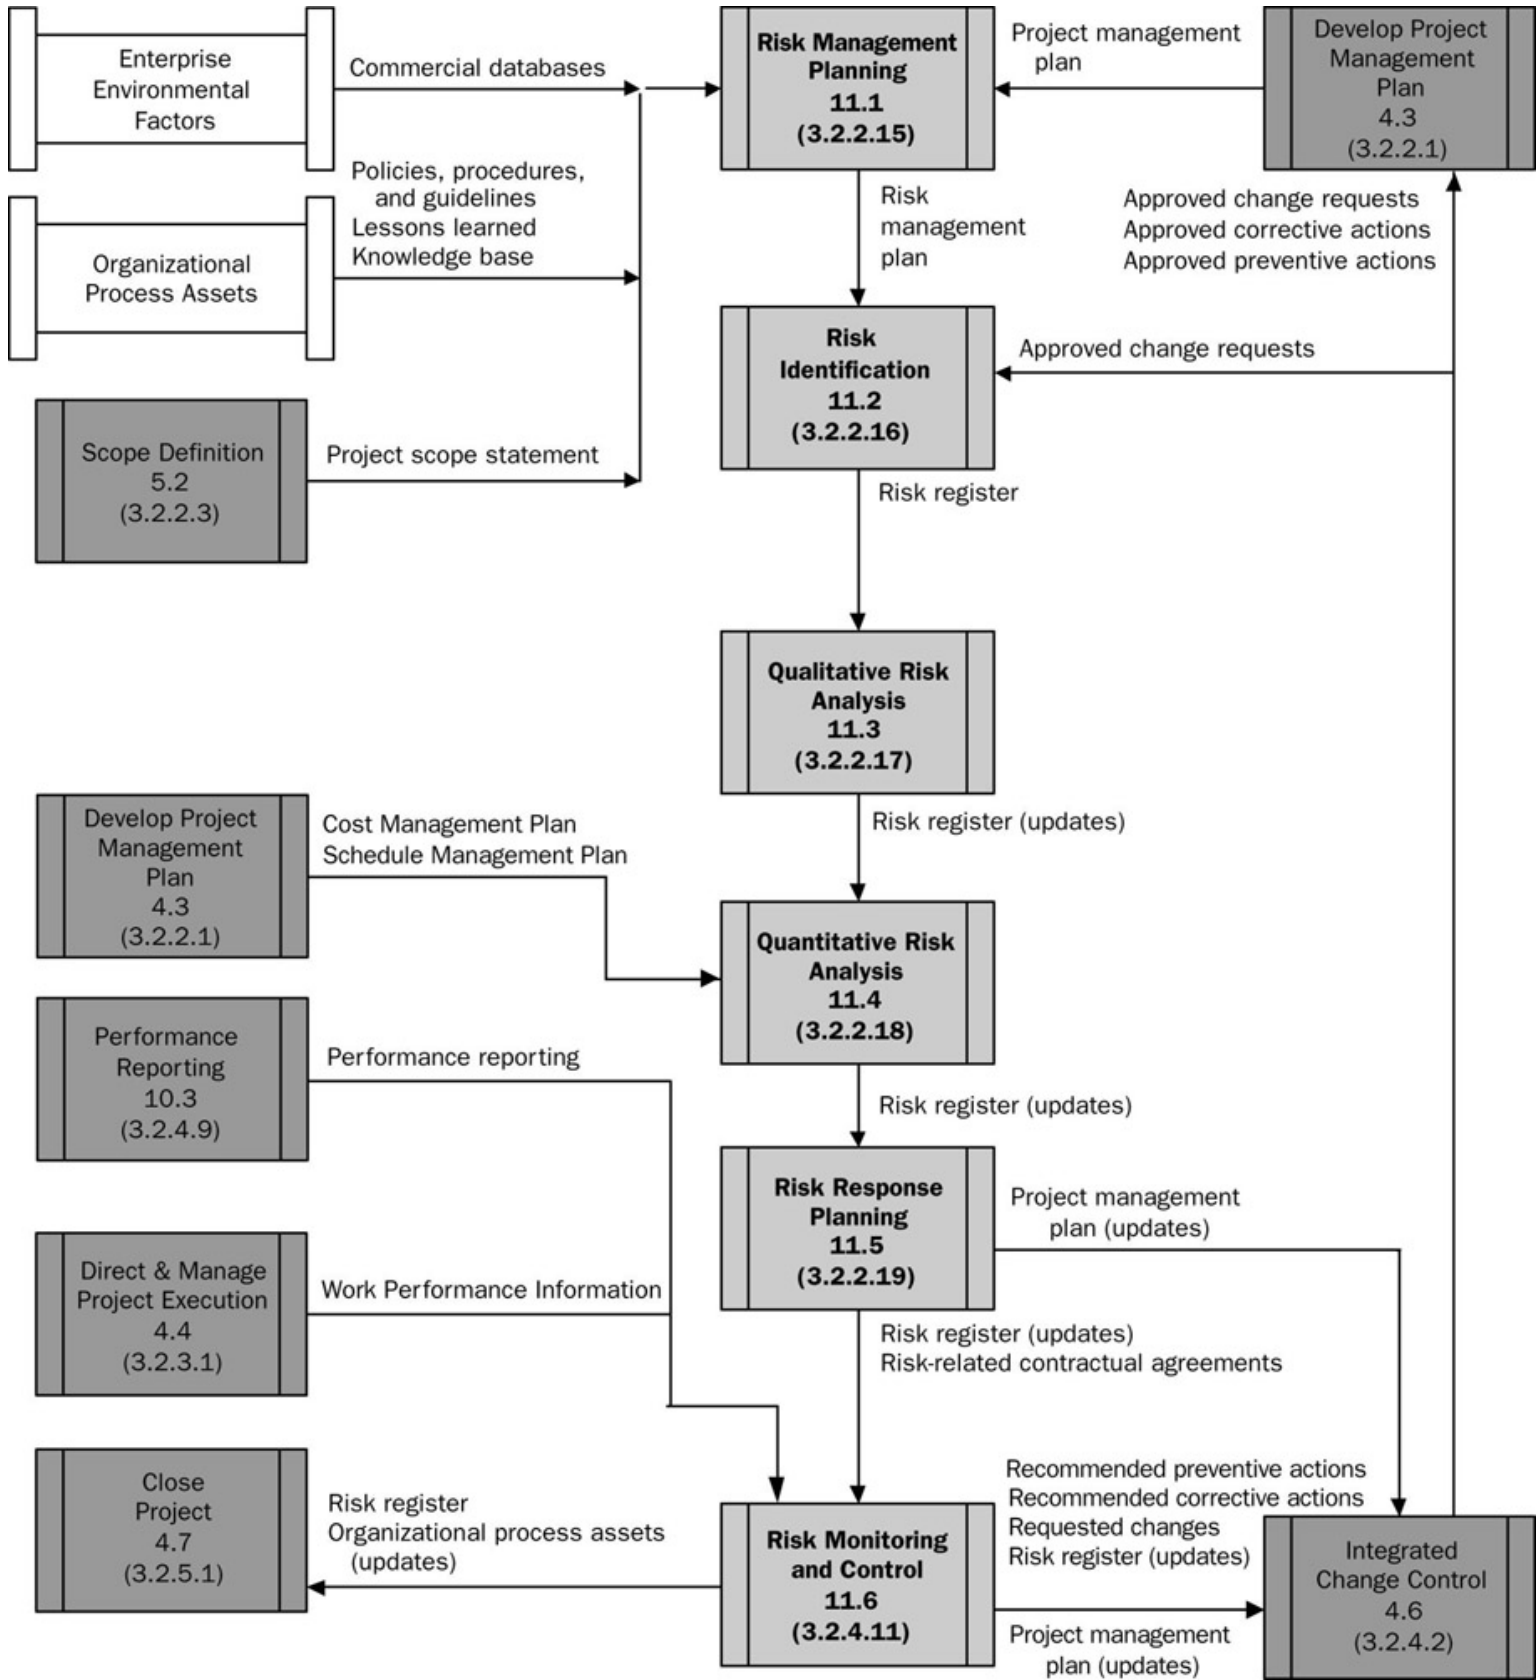 Enterprise
Environmental
Factors
Commercial databases
Risk Management
Planning
11.1
(3.2.2.15)
Project management
plan
Develop Project
Management
Plan
4.3
(3.2.2.1)
Policies, procedures,
and guidelines
Lessons learned
Knowledge base
Organizational
Process Assets
Risk
management
plan
Approved change requests
Approved corrective actions
Approved preventive actions
Risk
Identification
11.2
(3.2.2.16)
Approved change requests
Scope Definition
5.2
(3.2.2.3)
Project scope statement
Risk register
Qualitative Risk
Analysis
11.3
(3.2.2.17)
Develop Project
Management
Plan
4.3
(3.2.2.1)
Cost Management Plan
Schedule Management Plan
Risk register (updates)
Quantitative Risk
Analysis
11.4
(3.2.2.18)
Performance
Reporting
10.3
(3.2.4.9)
Performance reporting
Risk register (updates)
Risk Response
Planning
11.5
(3.2.2.19)
Project management
plan (updates)
Direct & Manage
Project Execution
4.4
(3.2.3.1)
Work Performance Information
Risk register (updates)
Risk-related contractual agreements
Close
Project
4.7
(3.2.5.1)
Risk register
Organizational process assets
(updates)
Risk Monitoring
and Control
11.6
(3.2.4.11)
Recommended preventive actions
Recommended corrective actions
Requested changes
Risk register (updates)
Project management
plan (updates)
Integrated
Change Control
4.6
(3.2.4.2)